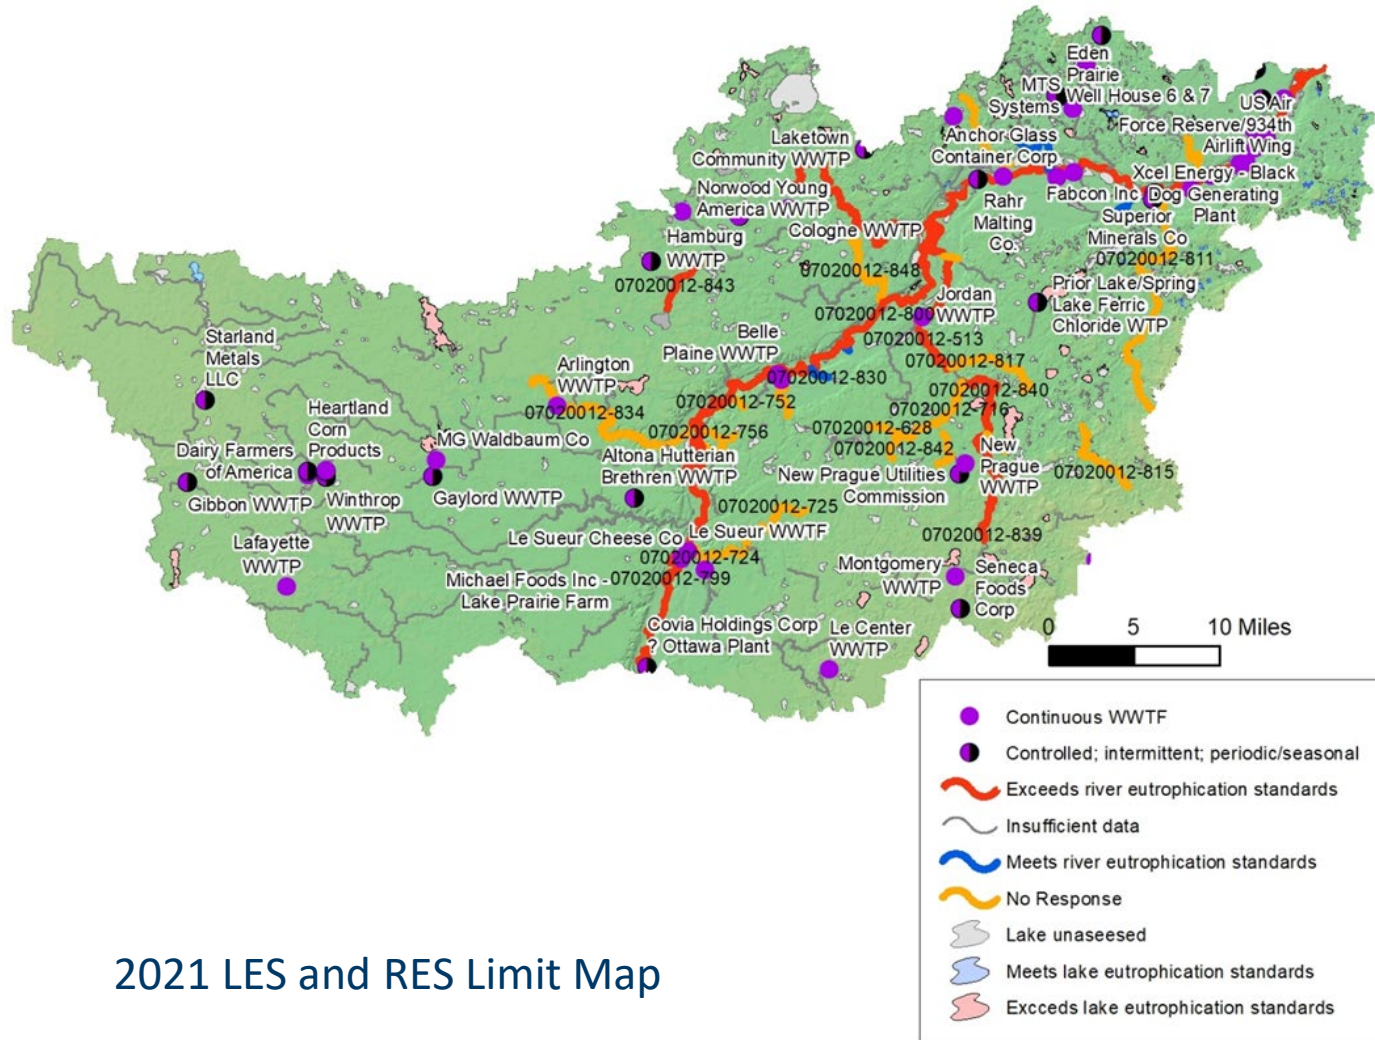 Eden
Prairie
Well House 6 & 7
MTS
Systems
US Air
Force Reserve/934th
Airlift Wing
Anchor Glass
Container Corp
Laketown
Community WWTP
Norwood Young
America WWTP
Xcel Energy - Black
Dog Generating
Plant
Fabcon Inc
Rahr
Malting
Co.
Superior
Minerals Co
07020012-811
Cologne WWTP
Hamburg
WWTP
07020012-843
07020012-848
Prior Lake/Spring
Lake Ferric
Chloride WTP
Jordan
WWTP
07020012-800
07020012-513
Starland
Metals
LLC
Belle
Plaine WWTP
07020012-817
Arlington
WWTP
07020012-830
07020012-840
07020012-752
07020012-716
07020012-834
Heartland
Corn
Products
07020012-628
07020012-756
MG Waldbaum Co
07020012-842
New
Prague
WWTP
Dairy Farmers
of America
Altona Hutterian
Brethren WWTP
New Prague Utilities
Commission
07020012-815
Gibbon WWTP
Winthrop
WWTP
Gaylord WWTP
07020012-725
Le Sueur Cheese Co
Le Sueur WWTF
07020012-839
Lafayette
WWTP
07020012-724
Michael Foods Inc -
Lake Prairie Farm
07020012-799
Montgomery
WWTP
Seneca
Foods
Corp
Covia Holdings Corp
? Ottawa Plant
Le Center
WWTP
0 5 10 Miles
Continuous WWTF
Controlled; intermittent; periodic/seasonal
Exceeds river eutrophication standards
Insufficient data
Meets river eutrophication standards
No Response
Lake unaseesed
Meets lake eutrophication standards
Excceds lake eutrophication standards
2021 LES and RES Limit Map